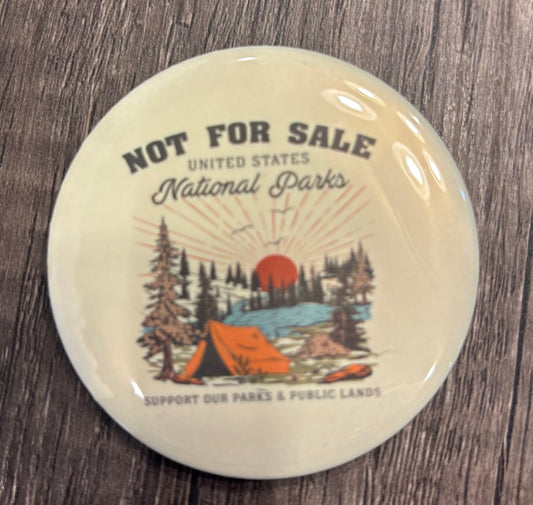 NOT FOR SALE
UNITED STATES
National Parks
SUPPORT OUR PARKS & PUBLIC LANDS